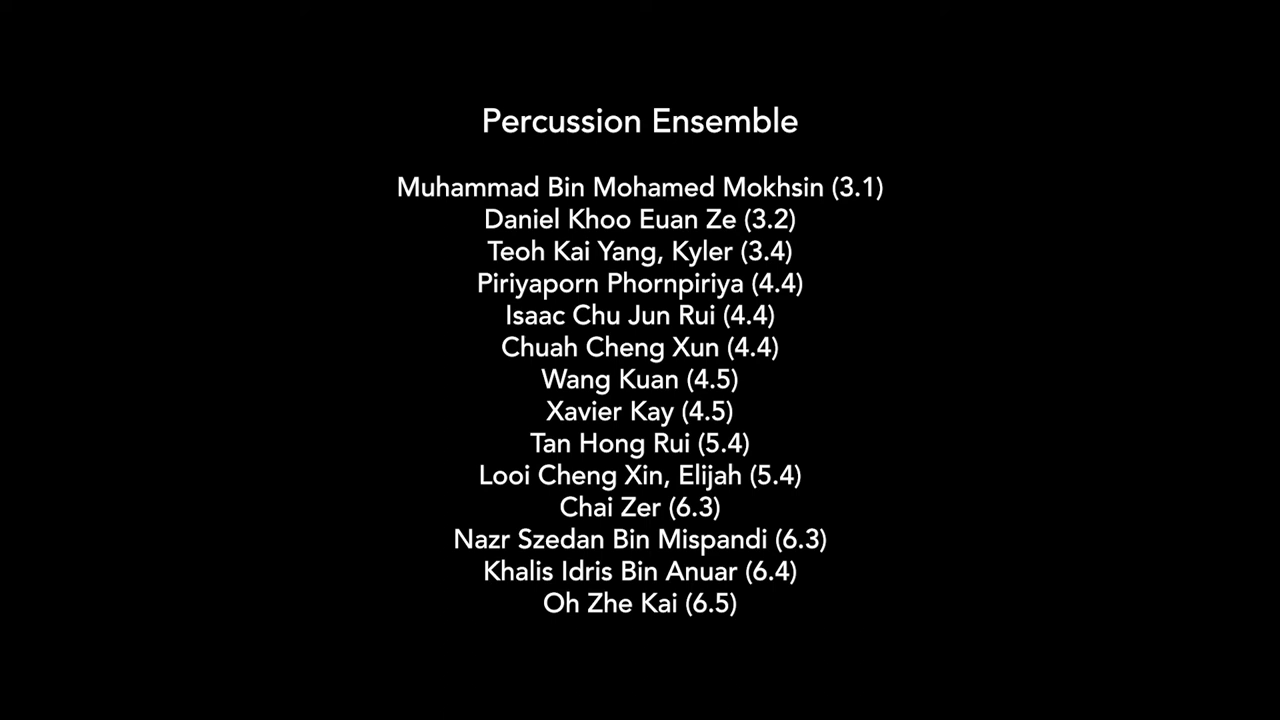 Percussion Ensemble
Muhammad Bin Mohamed Mokhsin (3.1)
Daniel Khoo Euan Ze (3.2)
Teoh Kai Yang, Kyler (3.4)
Piriyaporn Phornpiriya (4.4)
Isaac Chu Jun Rui (4.4)
Chuah Cheng Xun (4.4)
Wang Kuan (4.5)
Xavier Kay (4.5)
Tan Hong Rui (5.4)
Looi Cheng Xin, Elijah (5.4)
Chai Zer (6.3)
Nazr Szedan Bin Mispandi (6.3)
Khalis Idris Bin Anuar (6.4)
Oh Zhe Kai (6.5)